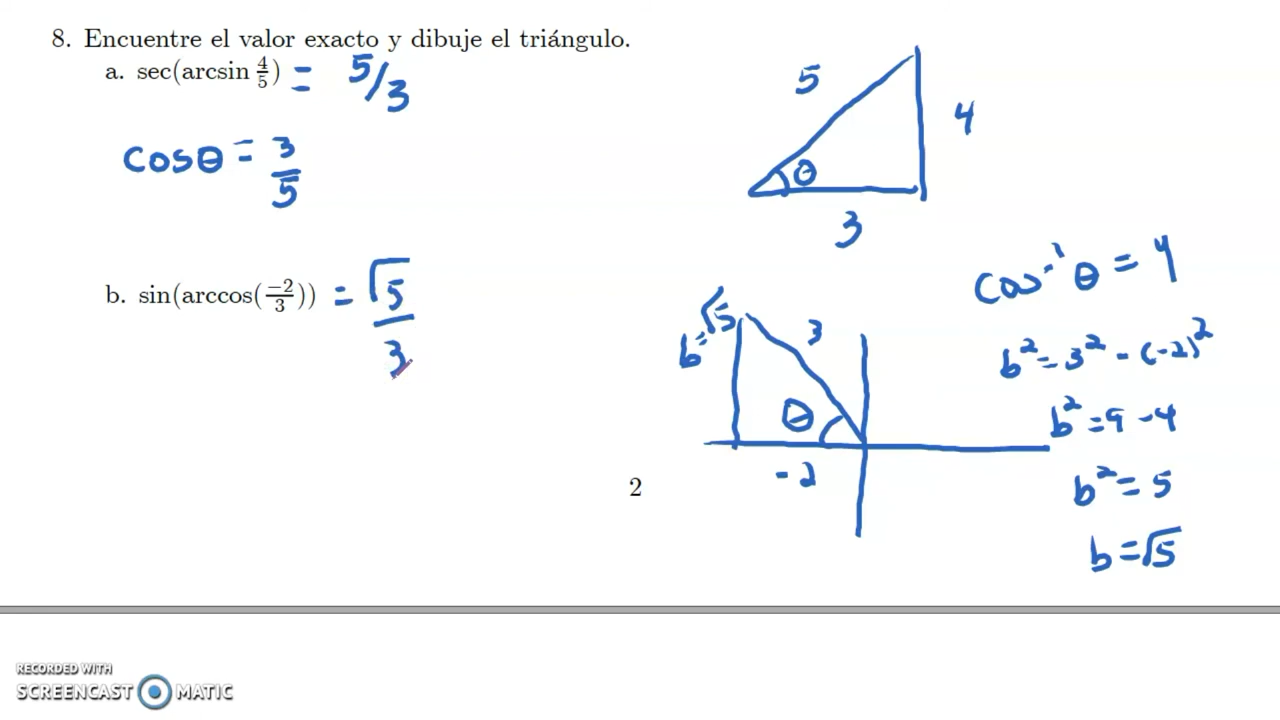 8. Encuentre el valor exacto y dibuje el triángulo.
a. sec(arcsin 4/5) = 5/3
cosθ = 3/5
5
4
θ
3
b. sin(arccos(-2/3)) = √5/3
cos⁻¹ θ = y
b=√5
3
θ
-2
b² = 3² - (-2)²
b² = 9 - 4
b² = 5
b = √5
2
RECORDED WITH
SCREENCAST MATIC